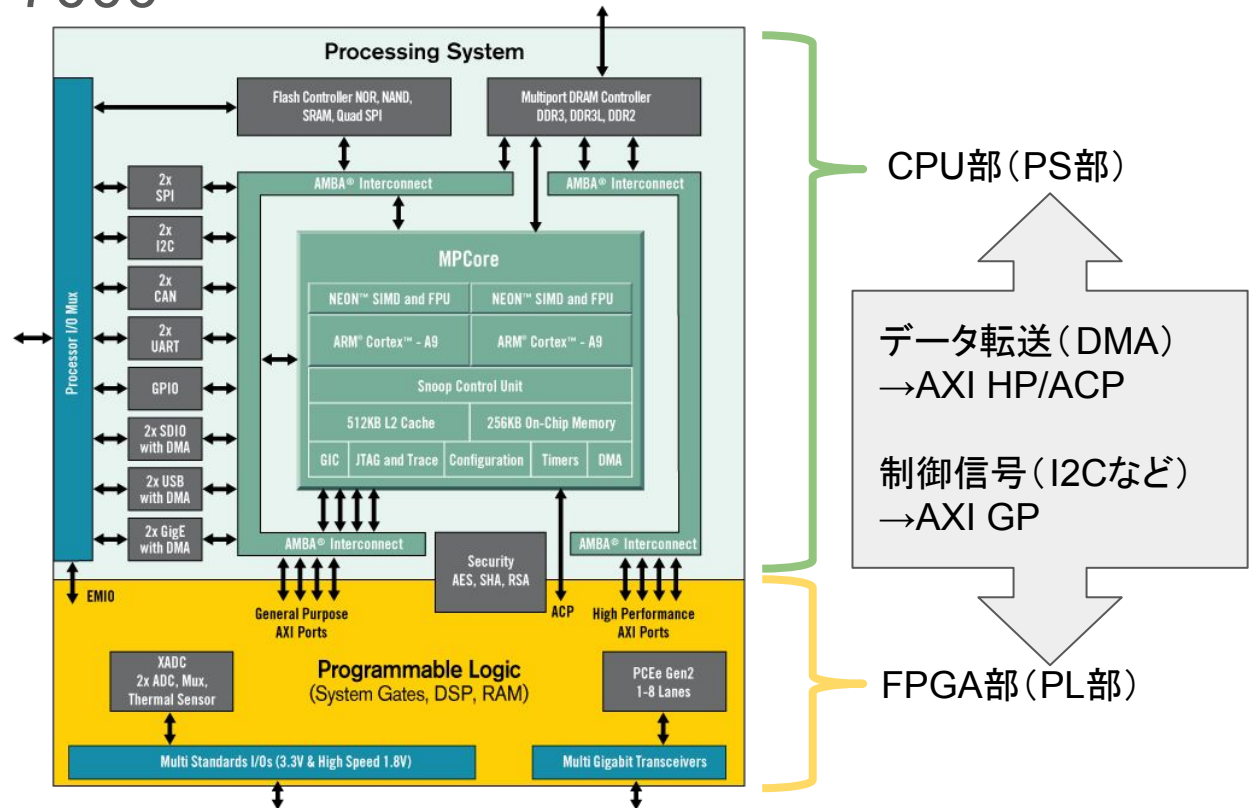 7000
Processing System
Flash Controller NOR, NAND,
SRAM, Quad SPI
Multiport DRAM Controller
DDR3, DDR3L, DDR2
AMBA® Interconnect
AMBA® Interconnect
Processor I/O Mux
2x
SPI
2x
I2C
2x
CAN
2x
UART
GPIO
2x SDIO
with DMA
2x USB
with DMA
2x GigE
with DMA
MPCore
NEON™ SIMD and FPU
NEON™ SIMD and FPU
ARM® Cortex™ - A9
ARM® Cortex™ - A9
Snoop Control Unit
512KB L2 Cache
256KB On-Chip Memory
GIC
JTAG and Trace
Configuration
Timers
DMA
AMBA® Interconnect
AMBA® Interconnect
Security
AES, SHA, RSA
EMIO
General Purpose
AXI Ports
ACP
High Performance
AXI Ports
XADC
2x ADC, Mux,
Thermal Sensor
Programmable Logic
(System Gates, DSP, RAM)
PCEe Gen2
1-8 Lanes
Multi Standards I/Os (3.3V & High Speed 1.8V)
Multi Gigabit Transceivers
CPU部(PS部)
データ転送(DMA)
→AXI HP/ACP
制御信号(I2Cなど)
→AXI GP
FPGA部(PL部)